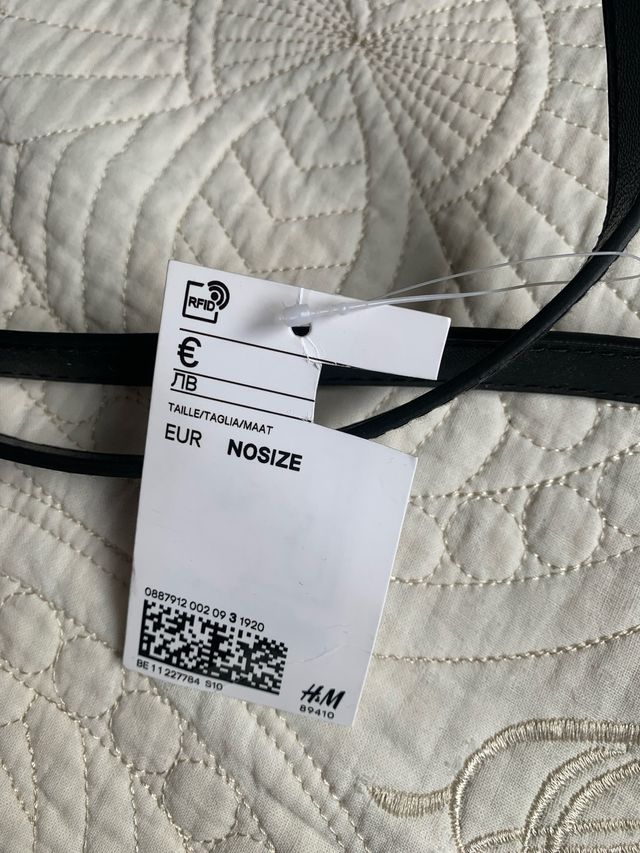 RFID
€
ЛВ
TAILLE/TAGLIA/MAAT
EUR NOSIZE
0887912 002 09 3 1920
BE 11 227784 S10
H&M
89410